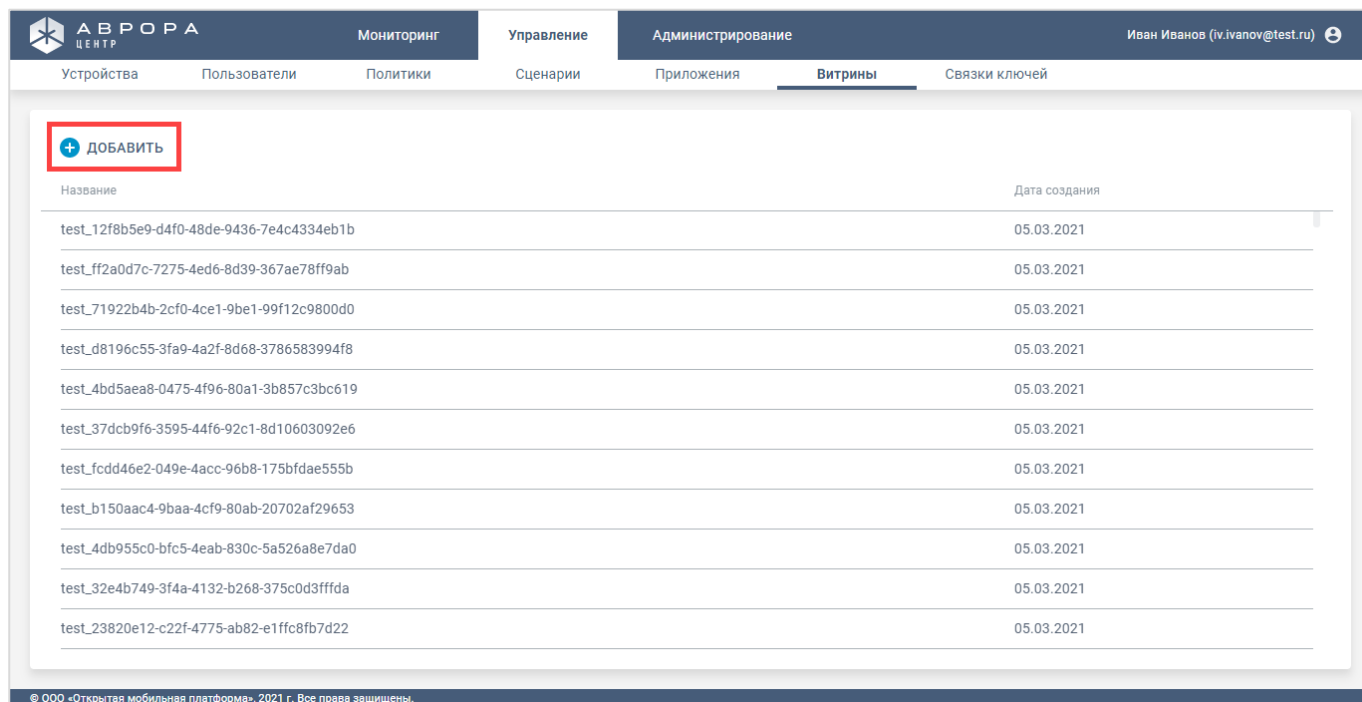 АВРОРА
ЦЕНТР
Мониторинг Управление Администрирование Иван Иванов (iv.ivanov@test.ru)
Устройства Пользователи Политики Сценарии Приложения Витрины Связки ключей
ДОБАВИТЬ
Название Дата создания
test_12f8b5e9-d4f0-48de-9436-7e4c4334eb1b 05.03.2021
test_ff2a0d7c-7275-4ed6-8d39-367ae78ff9ab 05.03.2021
test_71922b4b-2cf0-4ce1-9be1-99f12c9800d0 05.03.2021
test_d8196c55-3fa9-4a2f-8d68-3786583994f8 05.03.2021
test_4bd5aea8-0475-4f96-80a1-3b857c3bc619 05.03.2021
test_37dcb9f6-3595-44f6-92c1-8d10603092e6 05.03.2021
test_fcdd46e2-049e-4acc-96b8-175bfdae555b 05.03.2021
test_b150aac4-9baa-4cf9-80ab-20702af29653 05.03.2021
test_4db955c0-bfc5-4eab-830c-5a526a8e7da0 05.03.2021
test_32e4b749-3f4a-4132-b268-375c0d3fffda 05.03.2021
test_23820e12-c22f-4775-ab82-e1ffc8fb7d22 05.03.2021
© ООО «Открытая мобильная платформа», 2021 г. Все права защищены.